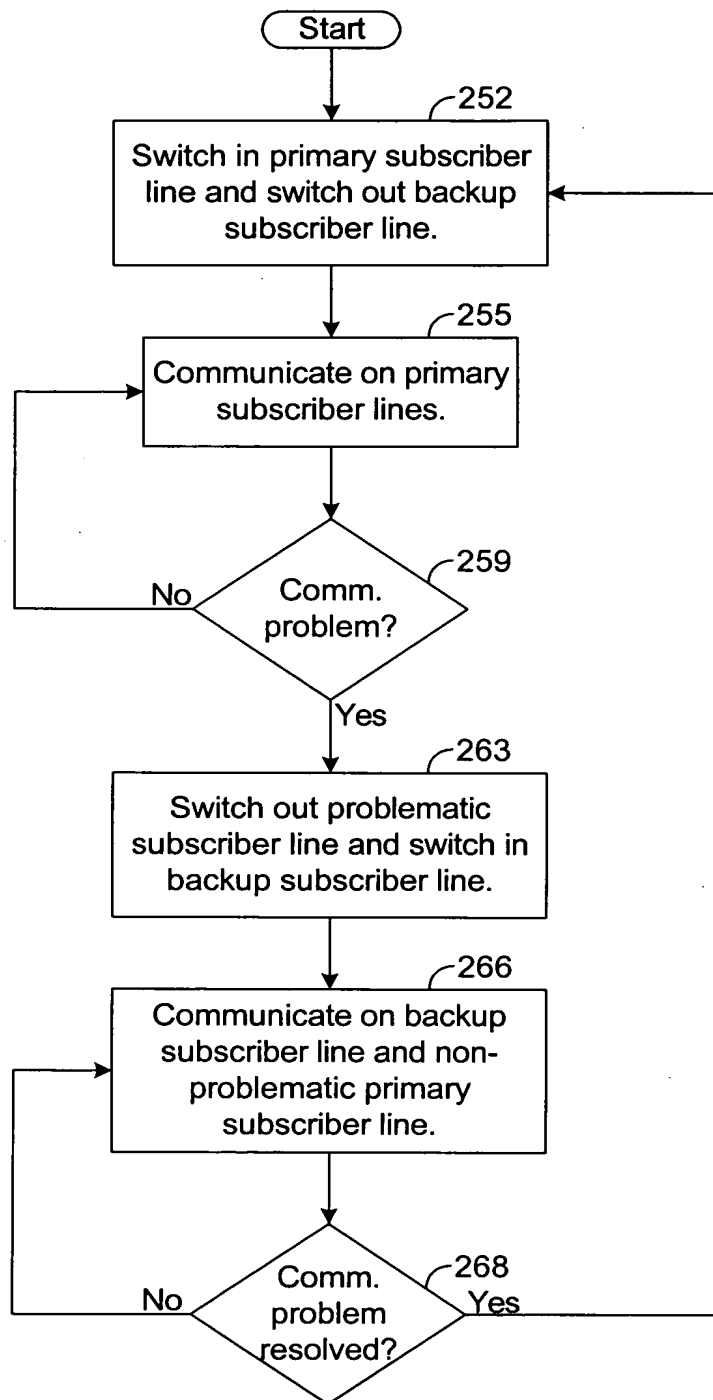 Start
252
Switch in primary subscriber
line and switch out backup
subscriber line.
255
Communicate on primary
subscriber lines.
259
Comm.
problem?
No
Yes
263
Switch out problematic
subscriber line and switch in
backup subscriber line.
266
Communicate on backup
subscriber line and non-
problematic primary
subscriber line.
268
Comm.
problem
resolved?
No
Yes